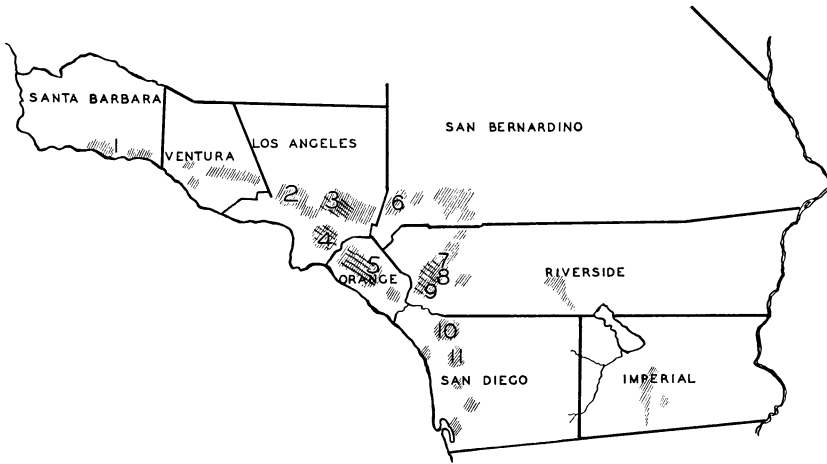 SANTA BARBARA
1
VENTURA
LOS ANGELES
SAN BERNARDINO
2
3
6
4
5
ORANGE
7
8
9
RIVERSIDE
10
11
SAN DIEGO
IMPERIAL